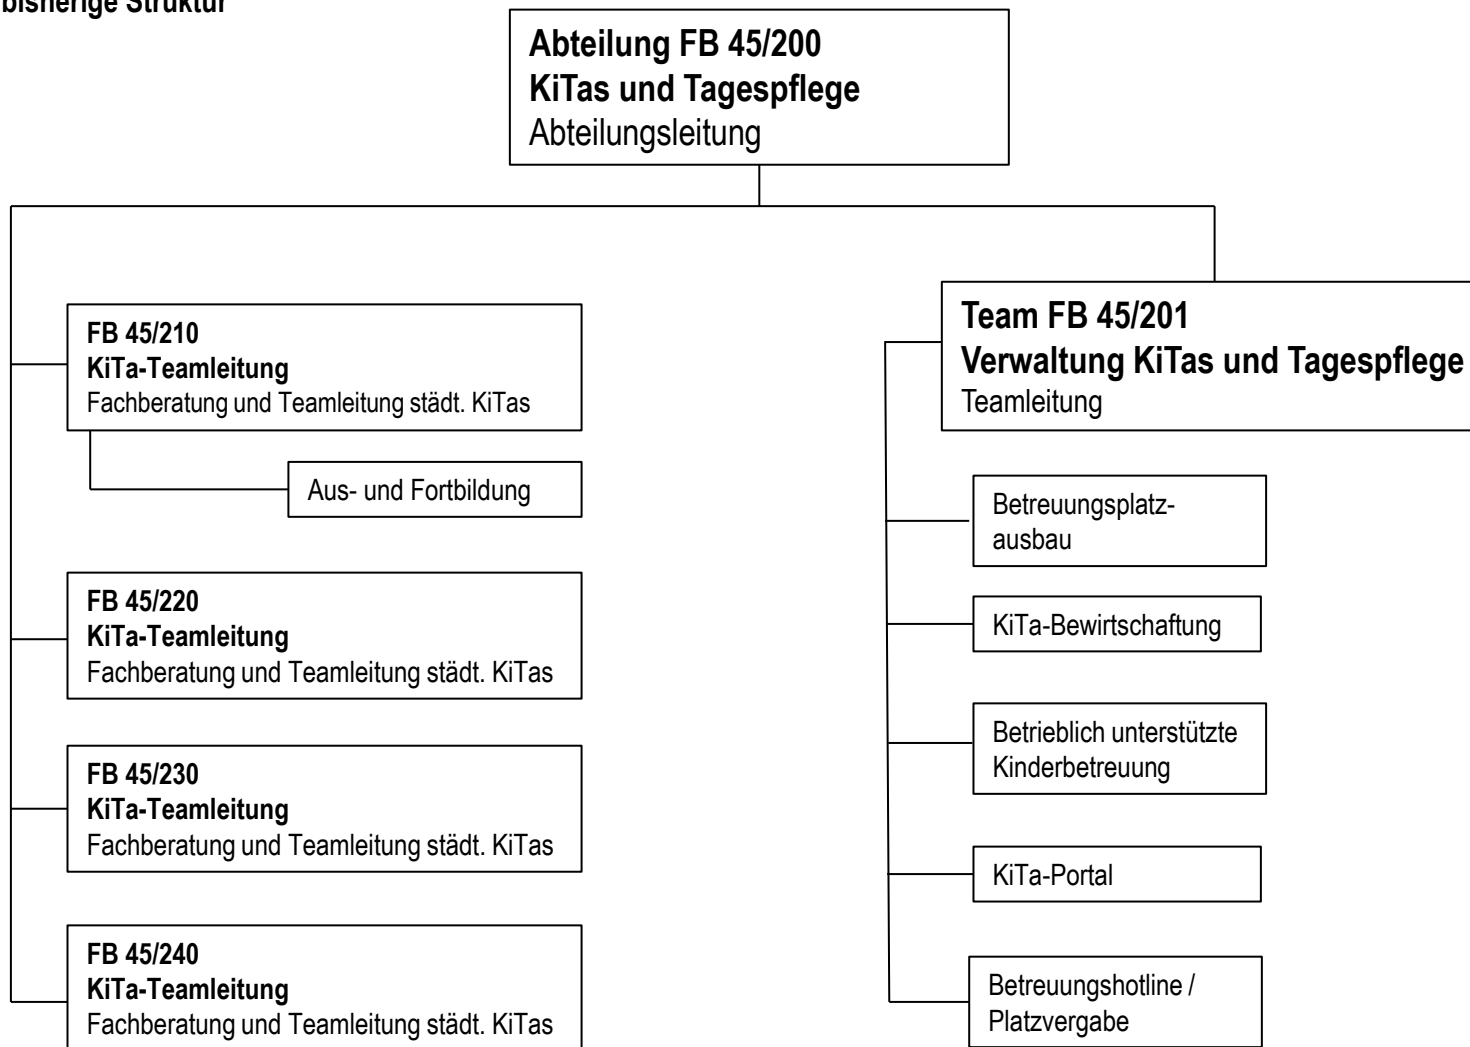 bisherige Struktur
Abteilung FB 45/200
KiTas und Tagespflege
Abteilungsleitung
FB 45/210
KiTa-Teamleitung
Fachberatung und Teamleitung städt. KiTas
Aus- und Fortbildung
FB 45/220
KiTa-Teamleitung
Fachberatung und Teamleitung städt. KiTas
FB 45/230
KiTa-Teamleitung
Fachberatung und Teamleitung städt. KiTas
FB 45/240
KiTa-Teamleitung
Fachberatung und Teamleitung städt. KiTas
Team FB 45/201
Verwaltung KiTas und Tagespflege
Teamleitung
Betreuungsplatz-
ausbau
KiTa-Bewirtschaftung
Betrieblich unterstützte
Kinderbetreuung
KiTa-Portal
Betreuungshotline /
Platzvergabe